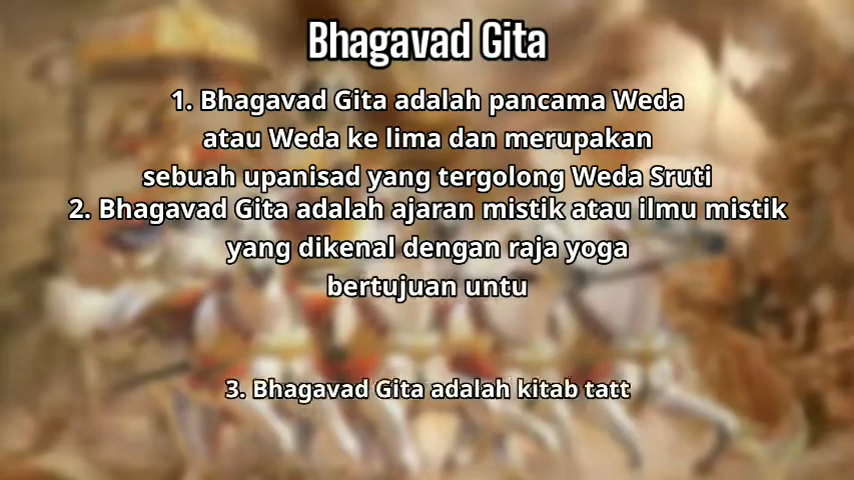 Bhagavad Gita
1. Bhagavad Gita adalah pancama Weda
atau Weda ke lima dan merupakan
sebuah upanisad yang tergolong Weda Sruti
2. Bhagavad Gita adalah ajaran mistik atau ilmu mistik
yang dikenal dengan raja yoga
bertujuan untu
3. Bhagavad Gita adalah kitab tatt